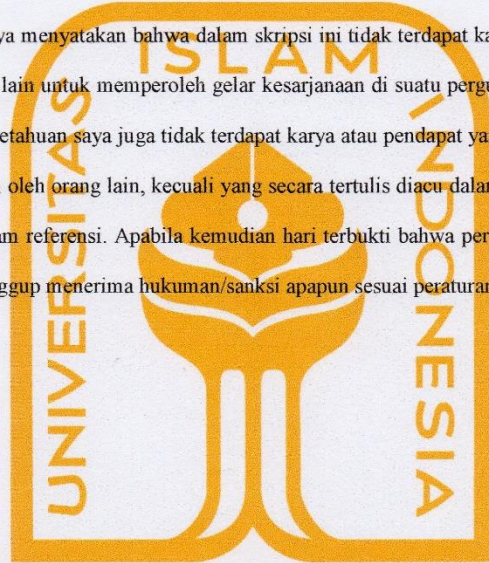 ya menyatakan bahwa dalam skripsi ini tidak terdapat ka
lain untuk memperoleh gelar kesarjanaan di suatu pergu
etahuan saya juga tidak terdapat karya atau pendapat ya
oleh orang lain, kecuali yang secara tertulis diacu dalam
am referensi. Apabila kemudian hari terbukti bahwa per
ggup menerima hukuman/sanksi apapun sesuai peraturan
UNIVERSITAS
ISLAM
INDONESIA